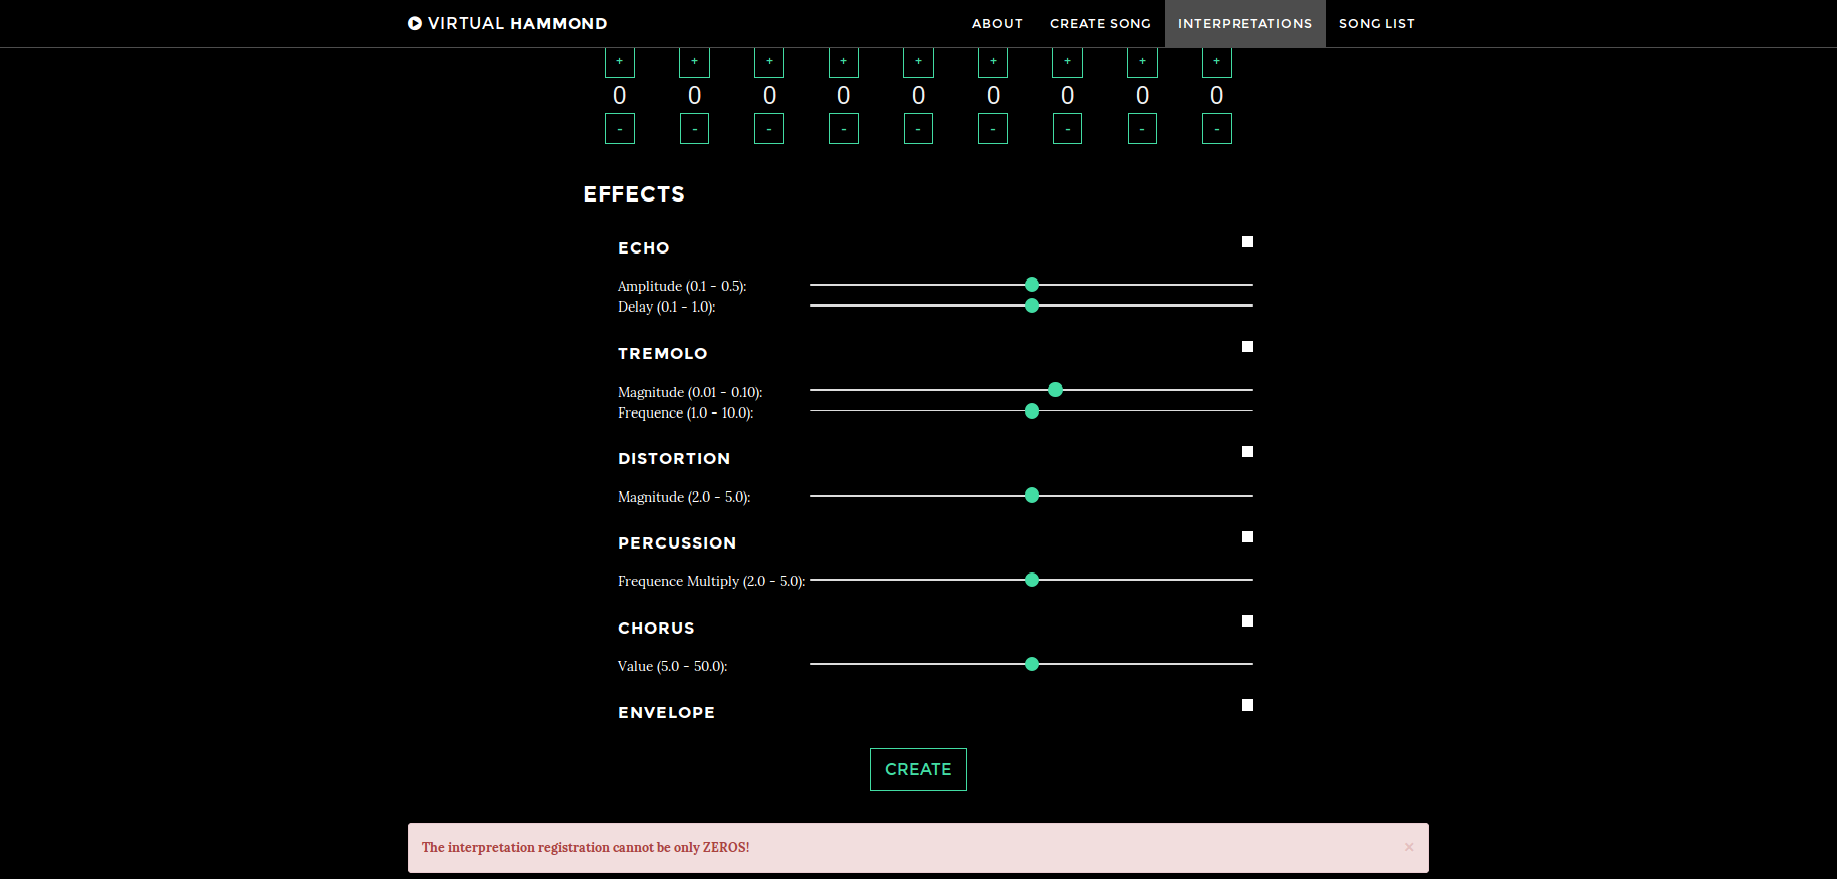 VIRTUAL HAMMOND ABOUT CREATE SONG INTERPRETATIONS SONG LIST
+ + + + + + + + +
0 0 0 0 0 0 0 0 0
- - - - - - - - -
EFFECTS
ECHO
Amplitude (0.1 - 0.5):
Delay (0.1 - 1.0):
TREMOLO
Magnitude (0.01 - 0.10):
Frequence (1.0 - 10.0):
DISTORTION
Magnitude (2.0 - 5.0):
PERCUSSION
Frequence Multiply (2.0 - 5.0):
CHORUS
Value (5.0 - 50.0):
ENVELOPE
CREATE
The interpretation registration cannot be only ZEROS! ×